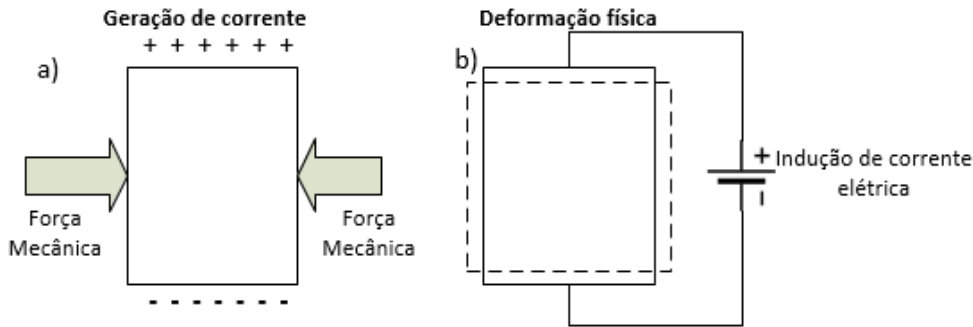 Geração de corrente
+ + + + + +
a)
Força
Mecânica
Força
Mecânica
- - - - - - -
Deformação física
b)
+
Indução de corrente
elétrica
-